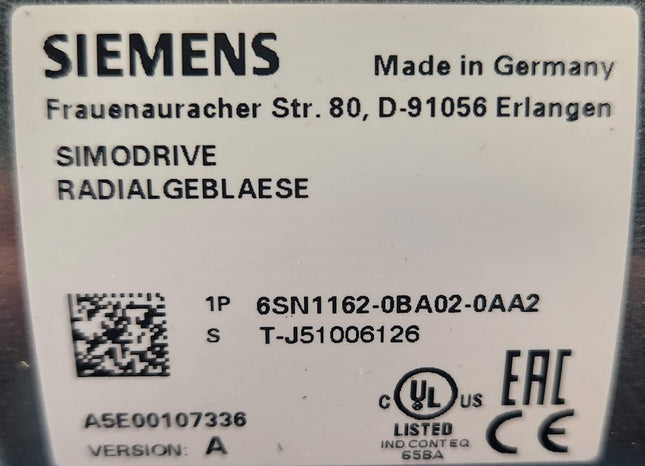 SIEMENS Made in Germany
Frauenauracher Str. 80, D-91056 Erlangen
SIMODRIVE
RADIALGEBLAESE
1P 6SN1162-0BA02-0AA2
S T-J51006126
C UL US EAC
LISTED
IND CONT EQ
65BA
CE
A5E00107336
VERSION: A